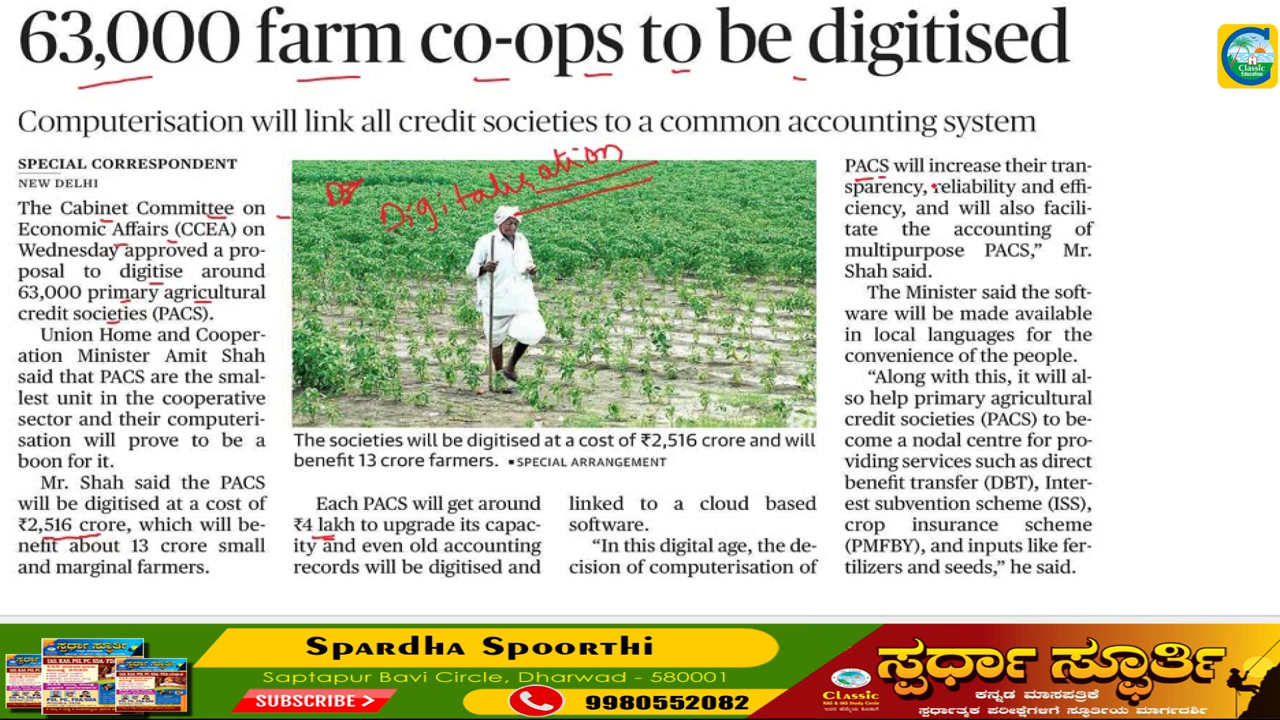 63,000 farm co-ops to be digitised
Classic
Education
Computerisation will link all credit societies to a common accounting system
SPECIAL CORRESPONDENT
NEW DELHI
The Cabinet Committee on
Economic Affairs (CCEA) on
Wednesday approved a pro-
posal to digitise around
63,000 primary agricultural
credit societies (PACS).
Union Home and Cooper-
ation Minister Amit Shah
said that PACS are the smal-
lest unit in the cooperative
sector and their computeri-
sation will prove to be a
boon for it.
Mr. Shah said the PACS
will be digitised at a cost of
₹2,516 crore, which will be-
nefit about 13 crore small
and marginal farmers.
Digitalisation
The societies will be digitised at a cost of ₹2,516 crore and will
benefit 13 crore farmers. ▪ SPECIAL ARRANGEMENT
Each PACS will get around
₹4 lakh to upgrade its capac-
ity and even old accounting
records will be digitised and
linked to a cloud based
software.
“In this digital age, the de-
cision of computerisation of
PACS will increase their tran-
sparency, reliability and effi-
ciency, and will also facili-
tate the accounting of
multipurpose PACS,” Mr.
Shah said.
The Minister said the soft-
ware will be made available
in local languages for the
convenience of the people.
“Along with this, it will al-
so help primary agricultural
credit societies (PACS) to be-
come a nodal centre for pro-
viding services such as direct
benefit transfer (DBT), Inter-
est subvention scheme (ISS),
crop insurance scheme
(PMFBY), and inputs like fer-
tilizers and seeds,” he said.
ಸ್ಪರ್ಧಾ ಸ್ಫೂರ್ತಿ
Spardha Spoorthi
Saptapur Bavi Circle, Dharwad - 580001
SUBSCRIBE >
9980552082
Classic
IAS & KAS Study Circle
ಸ್ಪರ್ಧಾ ಸ್ಫೂರ್ತಿ
ಕನ್ನಡ ಮಾಸಪತ್ರಿಕೆ
ಸ್ಪರ್ಧಾತ್ಮಕ ಪರೀಕ್ಷೆಗಳಿಗೆ ಸ್ಫೂರ್ತಿಯ ಮಾರ್ಗದರ್ಶಿ